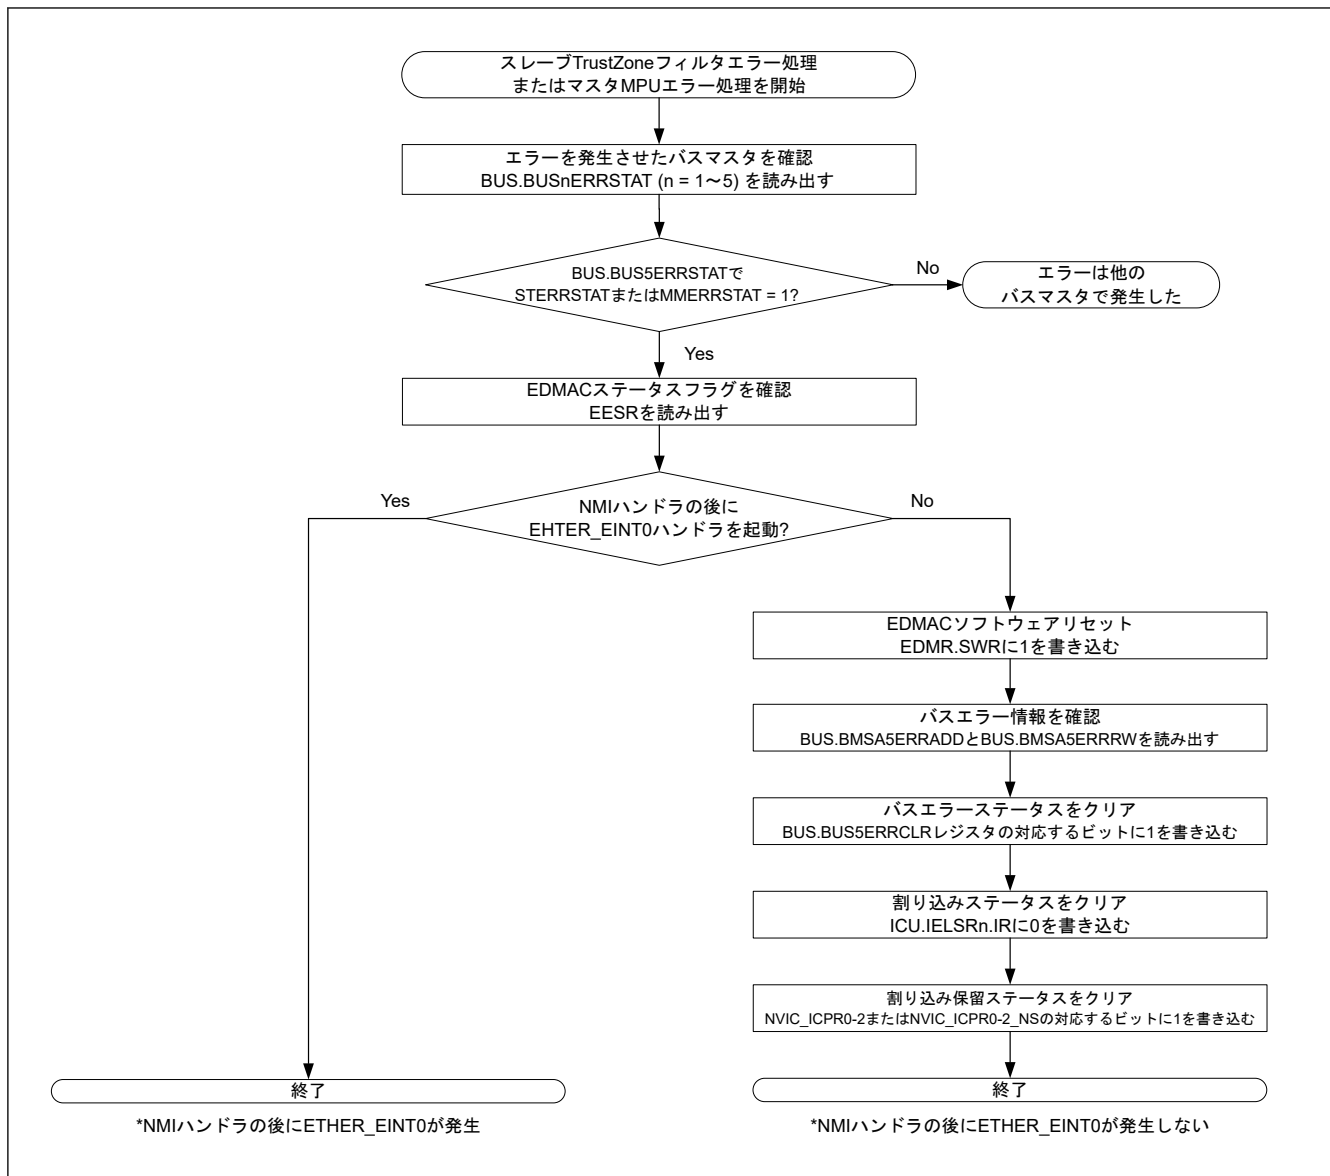 スレーブTrustZoneフィルタエラー処理
またはマスタMPUエラー処理を開始
エラーを発生させたバスマスタを確認
BUS.BUSnERRSTAT (n = 1～5) を読み出す
BUS.BUS5ERRSTATで
STERRSTATまたはMMERRSTAT = 1?
No
エラーは他の
バスマスタで発生した
Yes
EDMACステータスフラグを確認
EESRを読み出す
Yes
NMIハンドラの後に
EHTER_EINT0ハンドラを起動?
No
EDMACソフトウェアリセット
EDMR.SWRに1を書き込む
バスエラー情報を確認
BUS.BMSA5ERRADDとBUS.BMSA5ERRRWを読み出す
バスエラーステータスをクリア
BUS.BUS5ERRCLRレジスタの対応するビットに1を書き込む
割り込みステータスをクリア
ICU.IELSRn.IRに0を書き込む
割り込み保留ステータスをクリア
NVIC_ICPR0-2またはNVIC_ICPR0-2_NSの対応するビットに1を書き込む
終了
*NMIハンドラの後にETHER_EINT0が発生
終了
*NMIハンドラの後にETHER_EINT0が発生しない